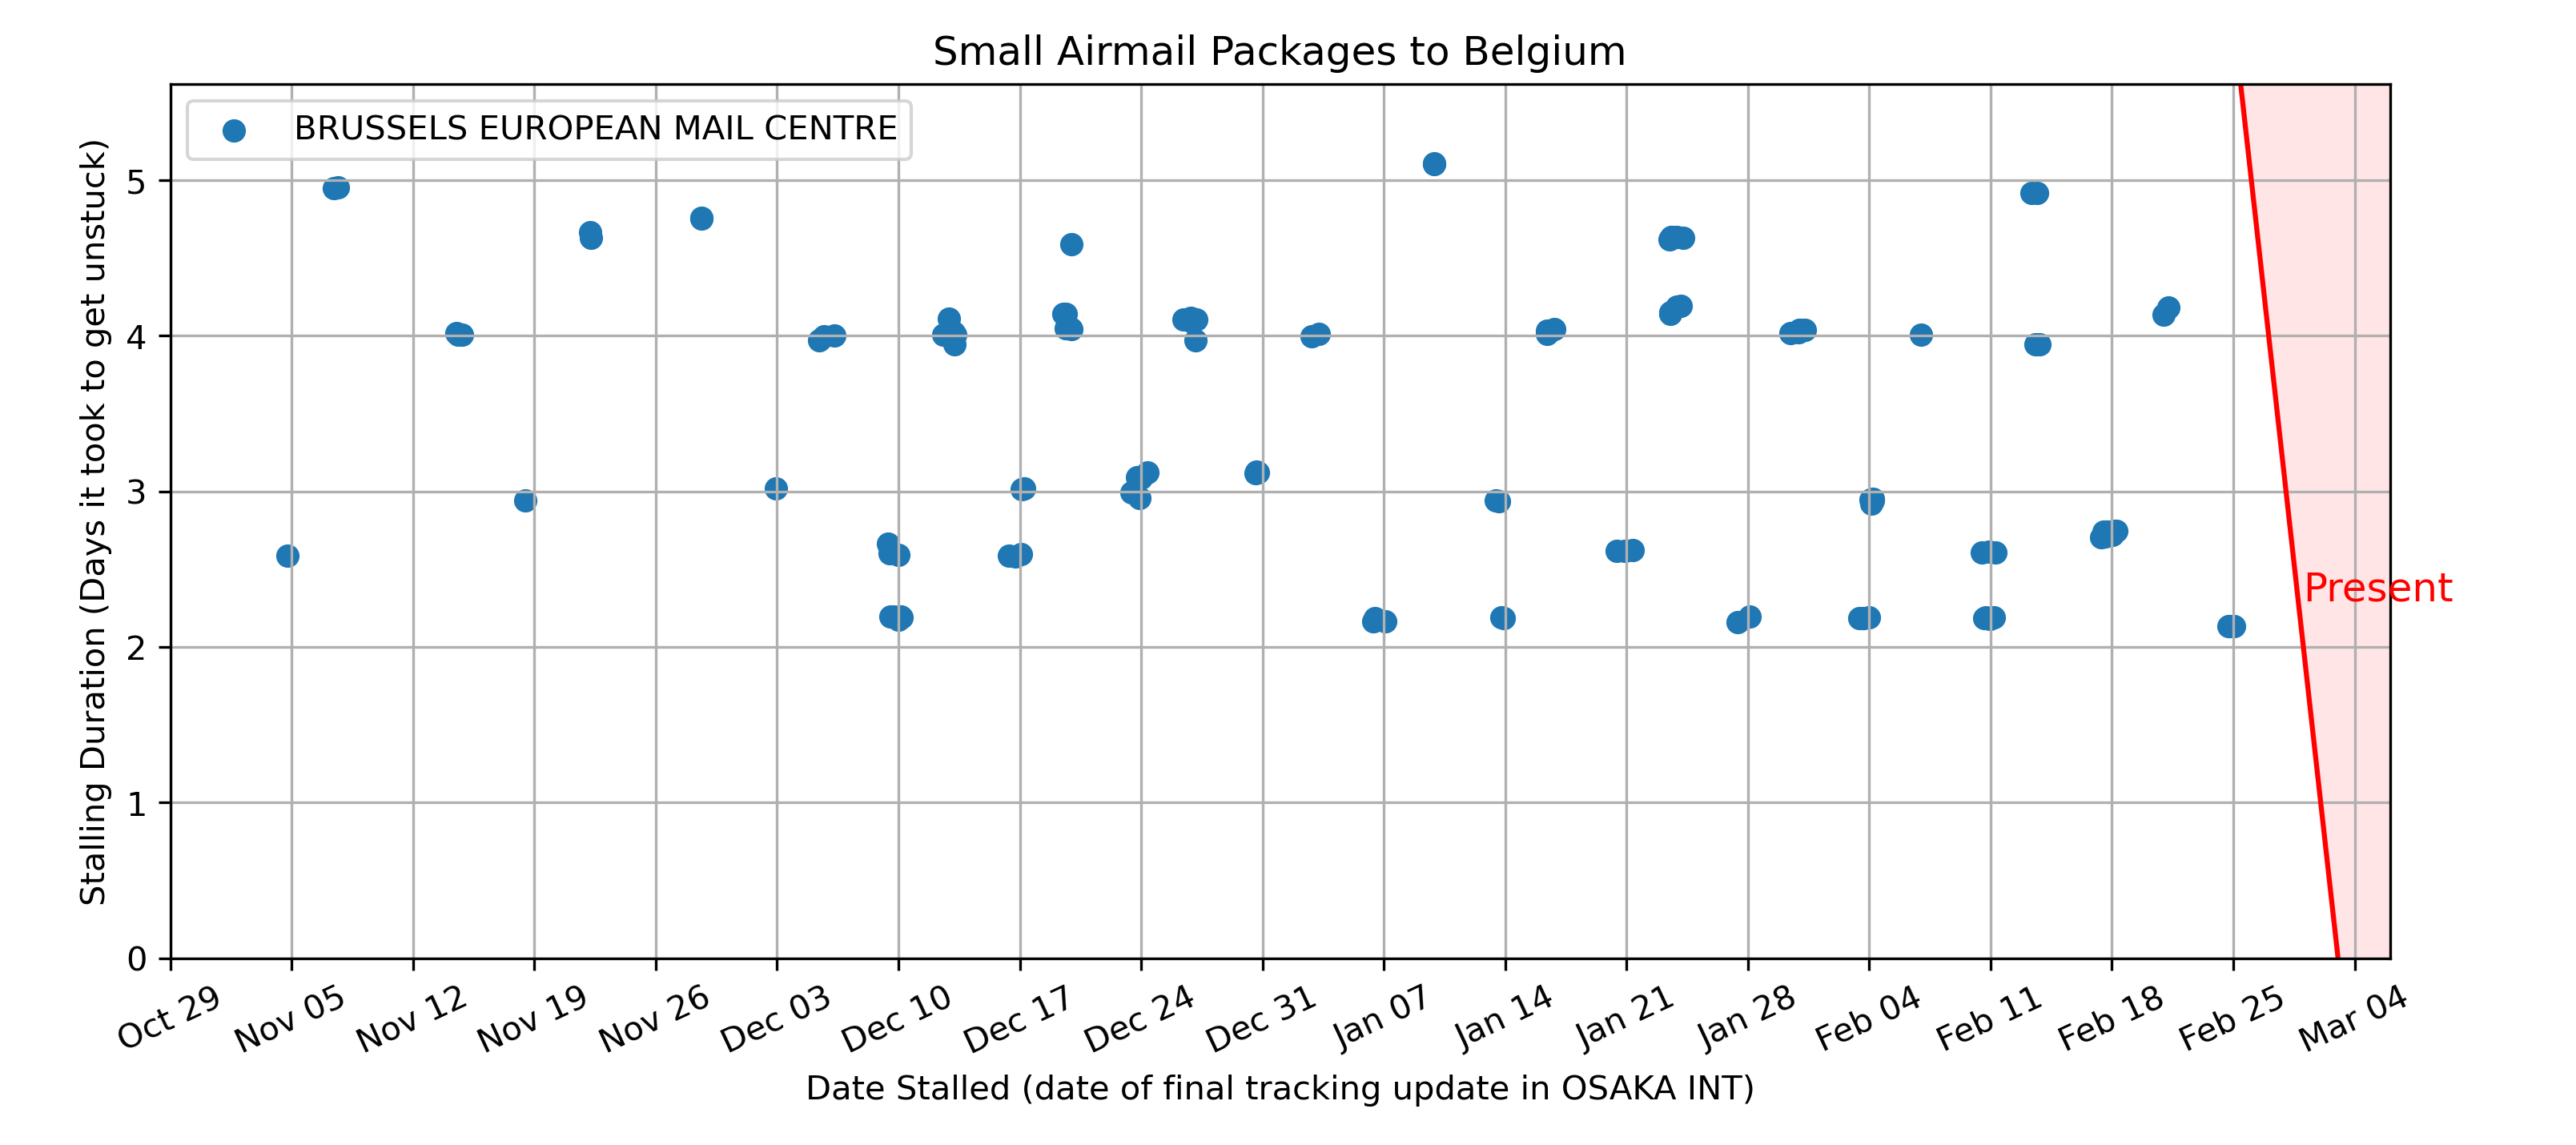 Small Airmail Packages to Belgium
BRUSSELS EUROPEAN MAIL CENTRE
Stalling Duration (Days it took to get unstuck)
5
4
3
2
1
0
Present
Oct 29
Nov 05
Nov 12
Nov 19
Nov 26
Dec 03
Dec 10
Dec 17
Dec 24
Dec 31
Jan 07
Jan 14
Jan 21
Jan 28
Feb 04
Feb 11
Feb 18
Feb 25
Mar 04
Date Stalled (date of final tracking update in OSAKA INT)